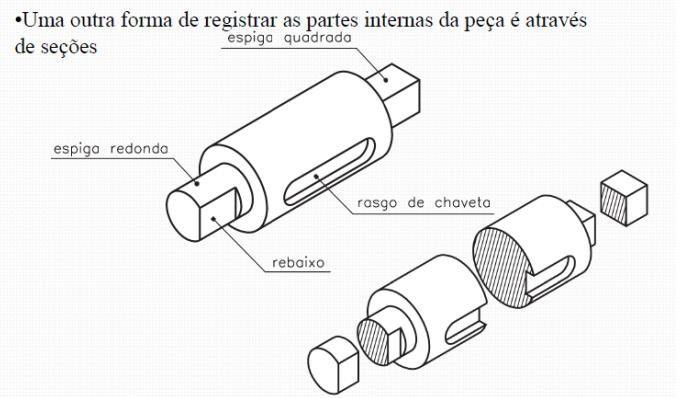 •Uma outra forma de registrar as partes internas da peça é através
de seções
espiga quadrada
espiga redonda
rasgo de chaveta
rebaixo